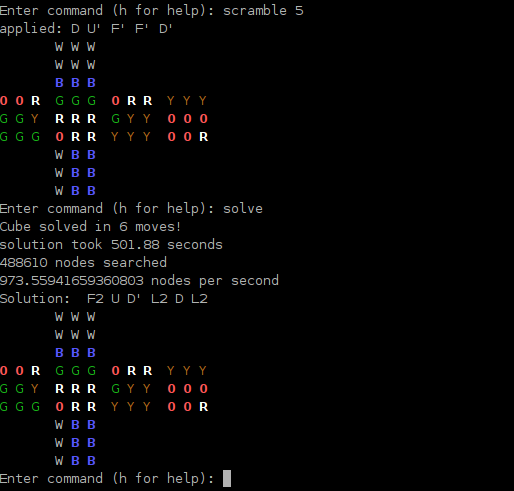 Enter command (h for help): scramble 5
applied: D U' F' F' D'
W W W
W W W
B B B
O O R G G G O R R Y Y Y
G G Y R R R G Y Y O O O
G G G O R R Y Y Y O O R
W B B
W B B
W B B
Enter command (h for help): solve
Cube solved in 6 moves!
solution took 501.88 seconds
488610 nodes searched
973.55941659360803 nodes per second
Solution:  F2 U D' L2 D L2
W W W
W W W
B B B
O O R G G G O R R Y Y Y
G G Y R R R G Y Y O O O
G G G O R R Y Y Y O O R
W B B
W B B
W B B
Enter command (h for help):